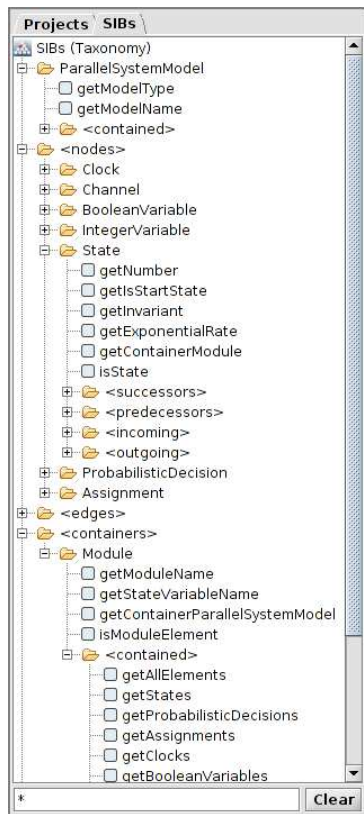 Projects SIBs
SIBs (Taxonomy)
ParallelSystemModel
getModelType
getModelName
<contained>
<nodes>
Clock
Channel
BooleanVariable
IntegerVariable
State
getNumber
getIsStartState
getInvariant
getExponentialRate
getContainerModule
isState
<successors>
<predecessors>
<incoming>
<outgoing>
ProbabilisticDecision
Assignment
<edges>
<containers>
Module
getModuleName
getStateVariableName
getContainerParallelSystemModel
isModuleElement
<contained>
getAllElements
getStates
getProbabilisticDecisions
getAssignments
getClocks
getBooleanVariables
* Clear